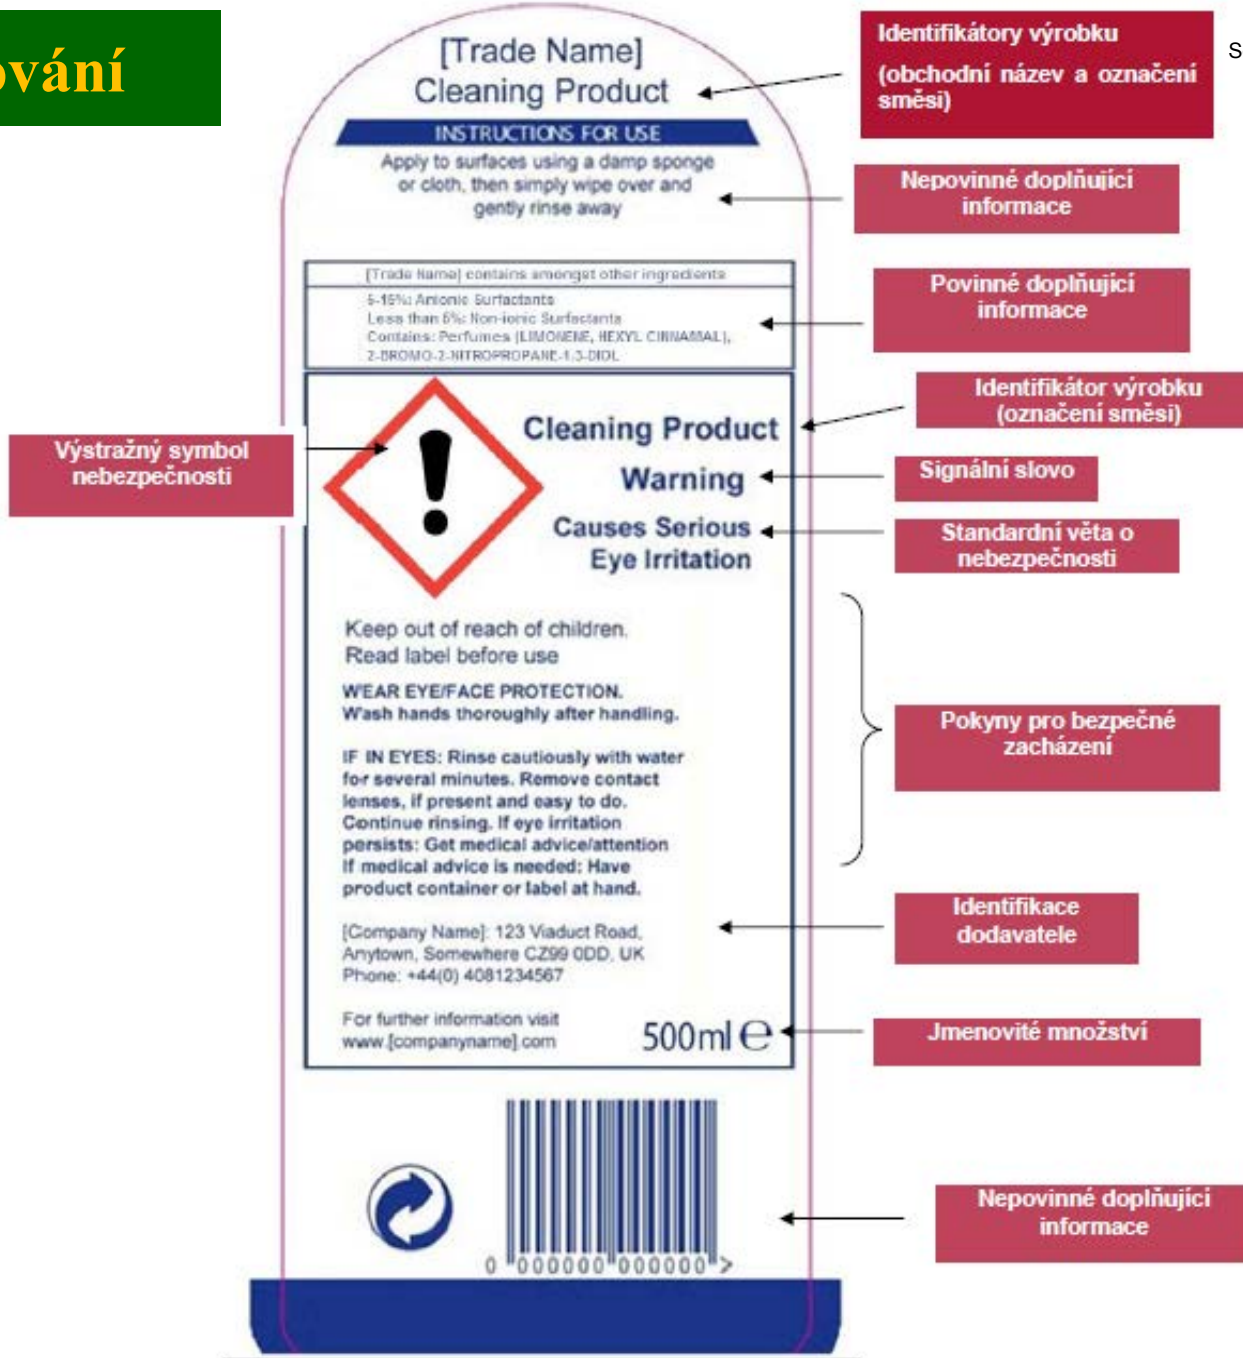 ování
S
[Trade Name]
Cleaning Product
INSTRUCTIONS FOR USE
Apply to surfaces using a damp sponge
or cloth, then simply wipe over and
gently rinse away
[Trade Name] contains amongst other ingredients
5-15%: Anionic Surfactants
Less than 5%: Non-ionic Surfactants
Contains: Perfumes (LIMONENE, HEXYL CINNAMAL),
2-BROMO-2-NITROPROPANE-1,3-DIOL
Cleaning Product
Warning
Causes Serious
Eye Irritation
Keep out of reach of children.
Read label before use
WEAR EYE/FACE PROTECTION.
Wash hands thoroughly after handling.
IF IN EYES: Rinse cautiously with water
for several minutes. Remove contact
lenses, if present and easy to do.
Continue rinsing. If eye irritation
persists: Get medical advice/attention
If medical advice is needed: Have
product container or label at hand.
[Company Name]: 123 Viaduct Road,
Anytown, Somewhere CZ99 0DD, UK
Phone: +44(0) 4081234567
For further information visit
www.[companyname].com
500ml ℮
0 000000 000000 >
Výstražný symbol
nebezpečnosti
Identifikátory výrobku
(obchodní název a označení
směsi)
Nepovinné doplňující
informace
Povinné doplňující
informace
Identifikátor výrobku
(označení směsi)
Signální slovo
Standardní věta o
nebezpečnosti
Pokyny pro bezpečné
zacházení
Identifikace
dodavatele
Jmenovité množství
Nepovinné doplňující
informace